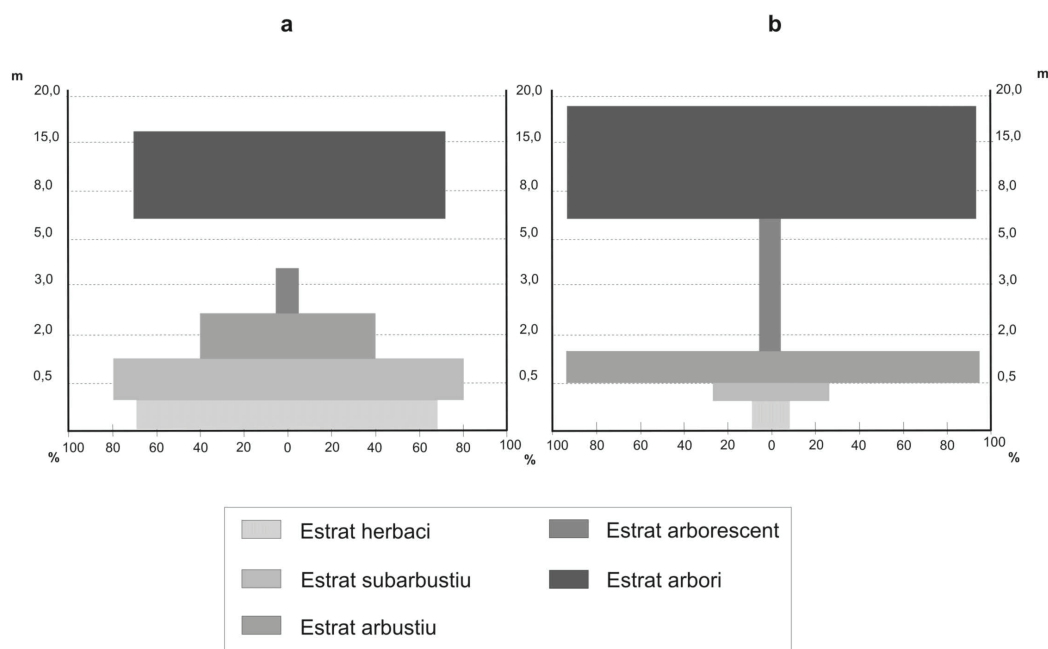 a b
m m
20,0 20,0 20,0
15,0 15,0 15,0
8,0 8,0 8,0
5,0 5,0 5,0
3,0 3,0 3,0
2,0 2,0 2,0
0,5 0,5 0,5
100 80 60 40 20 0 20 40 60 80 100 80 60 40 20 0 20 40 60 80 100
% % %
Estrat herbaci Estrat arborescent
Estrat subarbustiu Estrat arbori
Estrat arbustiu